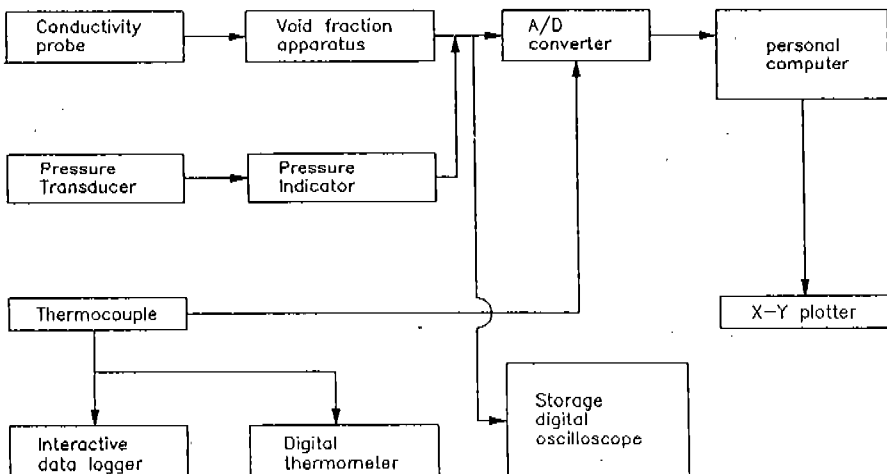 Conductivity
probe
Void fraction
apparatus
A/D
converter
personal
computer
Pressure
Transducer
Pressure
Indicator
Thermocouple
X-Y plotter
Interactive
data logger
Digital
thermometer
Storage
digital
oscilloscope